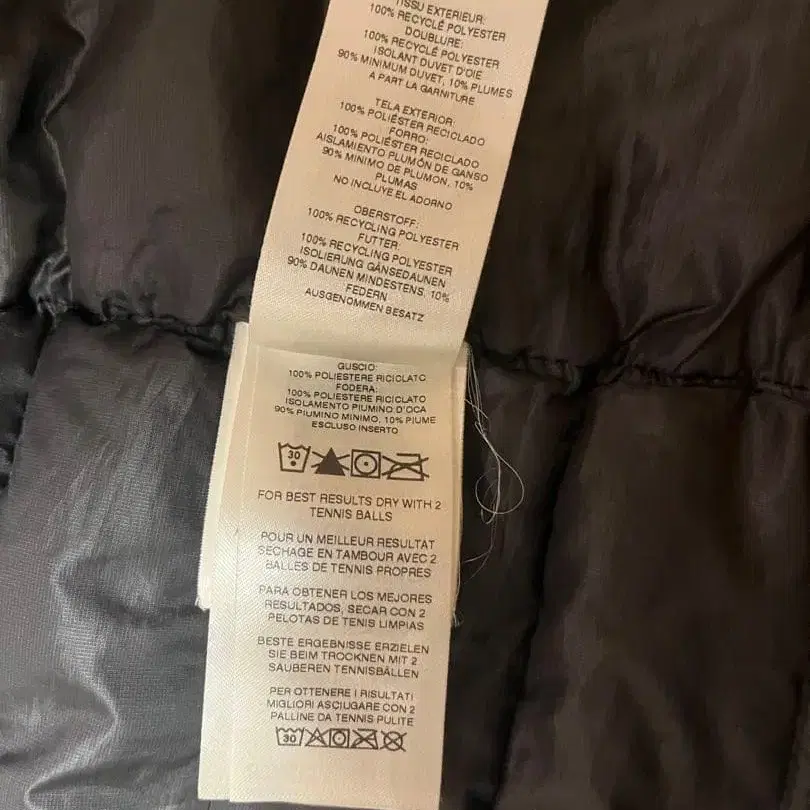 TISSU EXTERIEUR:
100% RECYCLÉ POLYESTER
DOUBLURE:
100% RECYCLÉ POLYESTER
ISOLANT DUVET D'OIE
90% MINIMUM DUVET, 10% PLUMES
A PART LA GARNITURE
TELA EXTERIOR:
100% POLIÉSTER RECICLADO
FORRO:
100% POLIÉSTER RECICLADO
AISLAMIENTO PLUMÓN DE GANSO
90% MINIMO DE PLUMON, 10%
PLUMAS
NO INCLUYE EL ADORNO
OBERSTOFF:
100% RECYCLING POLYESTER
FUTTER:
100% RECYCLING POLYESTER
ISOLIERUNG GÄNSEDAUNEN
90% DAUNEN MINDESTENS, 10%
FEDERN
AUSGENOMMEN BESATZ
GUSCIO:
100% POLIESTERE RICICLATO
FODERA:
100% POLIESTERE RICICLATO
ISOLAMENTO PIUMINO D'OCA
90% PIUMINO MINIMO, 10% PIUME
ESCLUSO INSERTO
30
FOR BEST RESULTS DRY WITH 2
TENNIS BALLS
POUR UN MEILLEUR RESULTAT
SECHAGE EN TAMBOUR AVEC 2
BALLES DE TENNIS PROPRES
PARA OBTENER LOS MEJORES
RESULTADOS, SECAR CON 2
PELOTAS DE TENIS LIMPIAS
BESTE ERGEBNISSE ERZIELEN
SIE BEIM TROCKNEN MIT 2
SAUBEREN TENNISBÄLLEN
PER OTTENERE I RISULTATI
MIGLIORI ASCIUGARE CON 2
PALLINE DA TENNIS PULITE
30